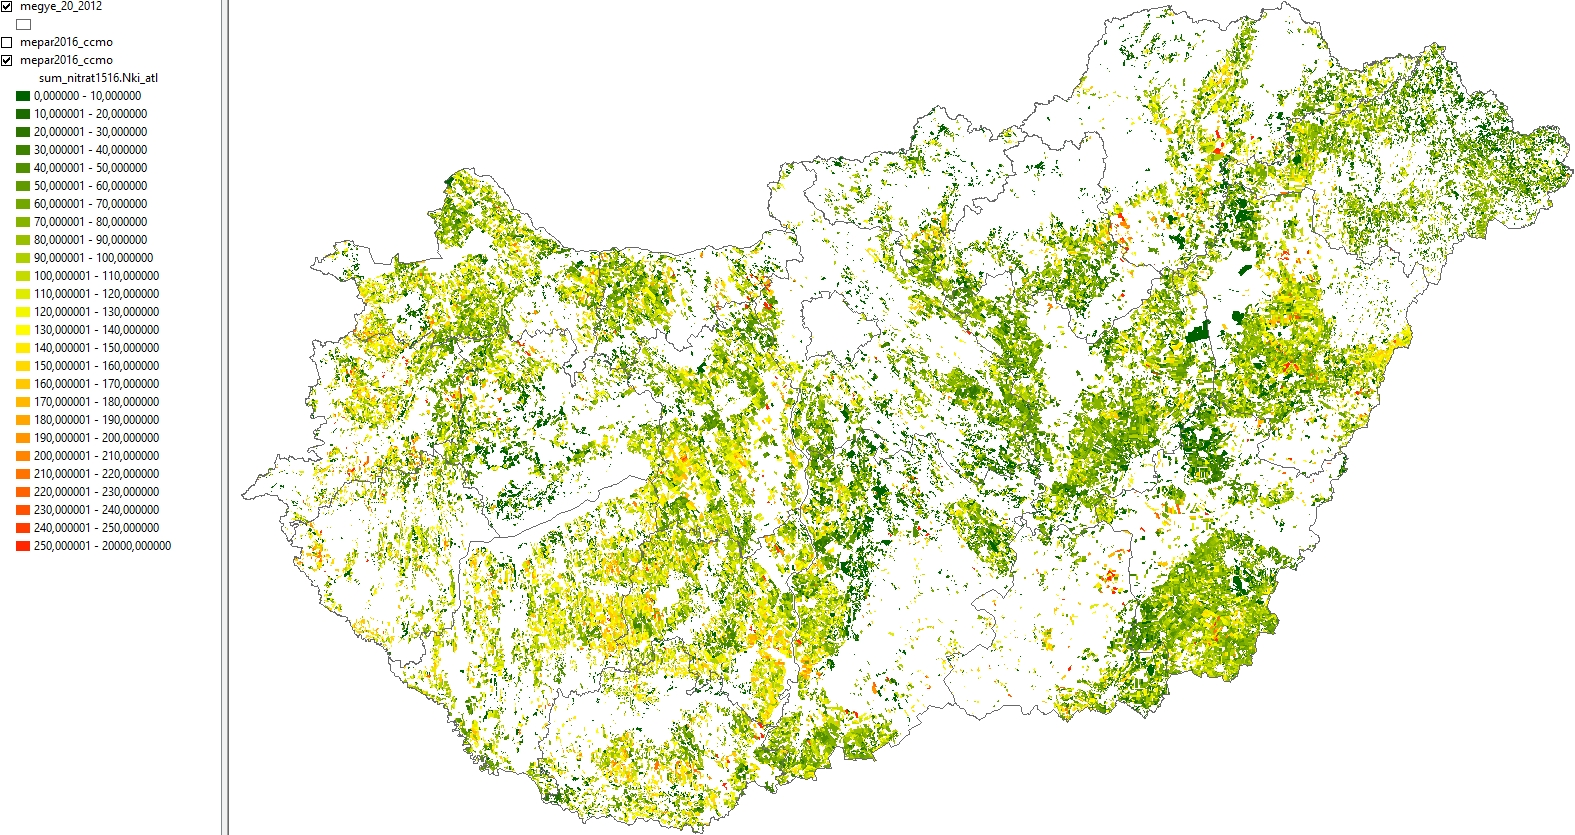 megye_20_2012
mepar2016_ccmo
mepar2016_ccmo
sum_nitrat1516.Nki_atl
0,000000 - 10,000000
10,000001 - 20,000000
20,000001 - 30,000000
30,000001 - 40,000000
40,000001 - 50,000000
50,000001 - 60,000000
60,000001 - 70,000000
70,000001 - 80,000000
80,000001 - 90,000000
90,000001 - 100,000000
100,000001 - 110,000000
110,000001 - 120,000000
120,000001 - 130,000000
130,000001 - 140,000000
140,000001 - 150,000000
150,000001 - 160,000000
160,000001 - 170,000000
170,000001 - 180,000000
180,000001 - 190,000000
190,000001 - 200,000000
200,000001 - 210,000000
210,000001 - 220,000000
220,000001 - 230,000000
230,000001 - 240,000000
240,000001 - 250,000000
250,000001 - 20000,000000